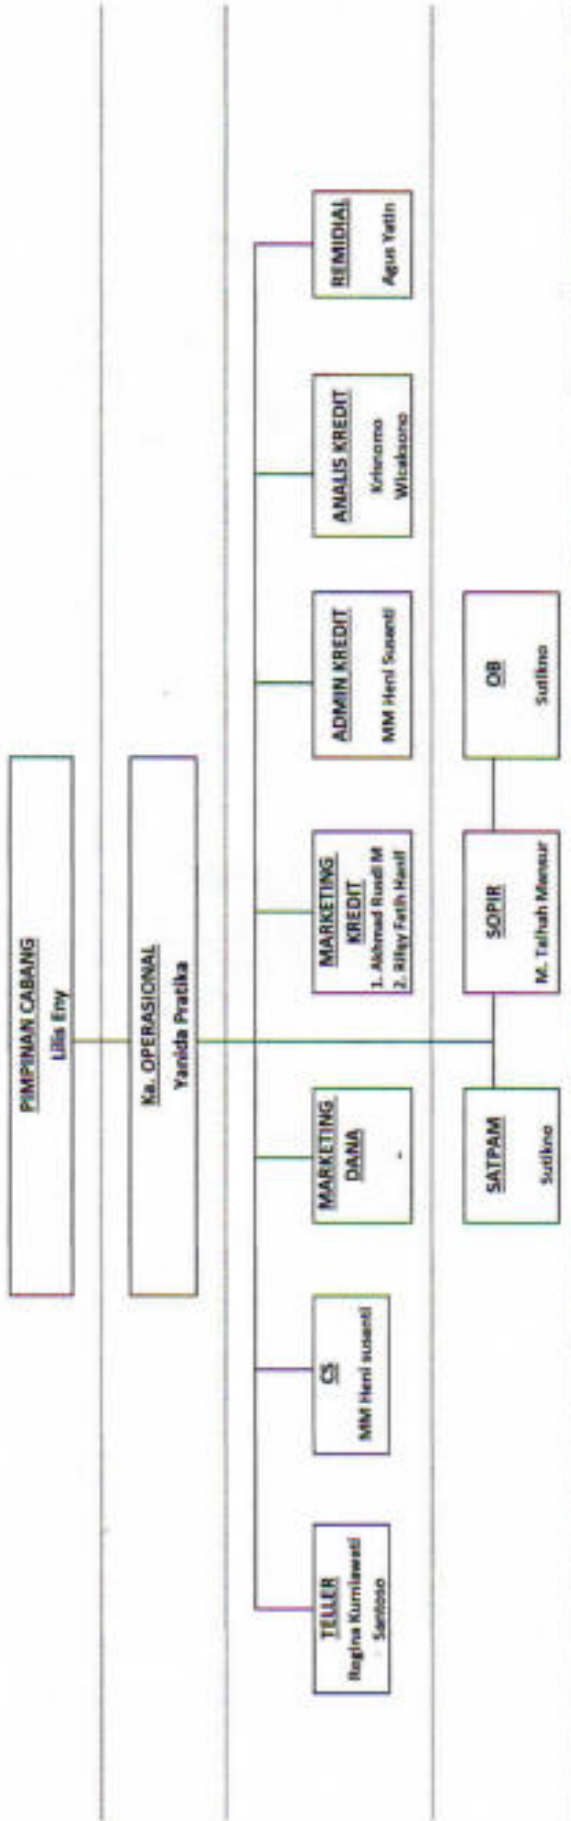 PIMPINAN CABANG
Lilis Eny
Ka. OPERASIONAL
Yanida Pratika
TELLER
Regina Kurniawati
Santoso
CS
MM Heni susanti
MARKETING
DANA
-
MARKETING
KREDIT
1. Akhmad Rusdi M
2. Rifqy Fatih Hanif
ADMIN KREDIT
MM Heni Susanti
ANALIS KREDIT
Krisnomo
Wicaksono
REMIDIAL
Agus Yatin
SATPAM
Sutikno
SOPIR
M. Talhah Mansur
OB
Sutikno